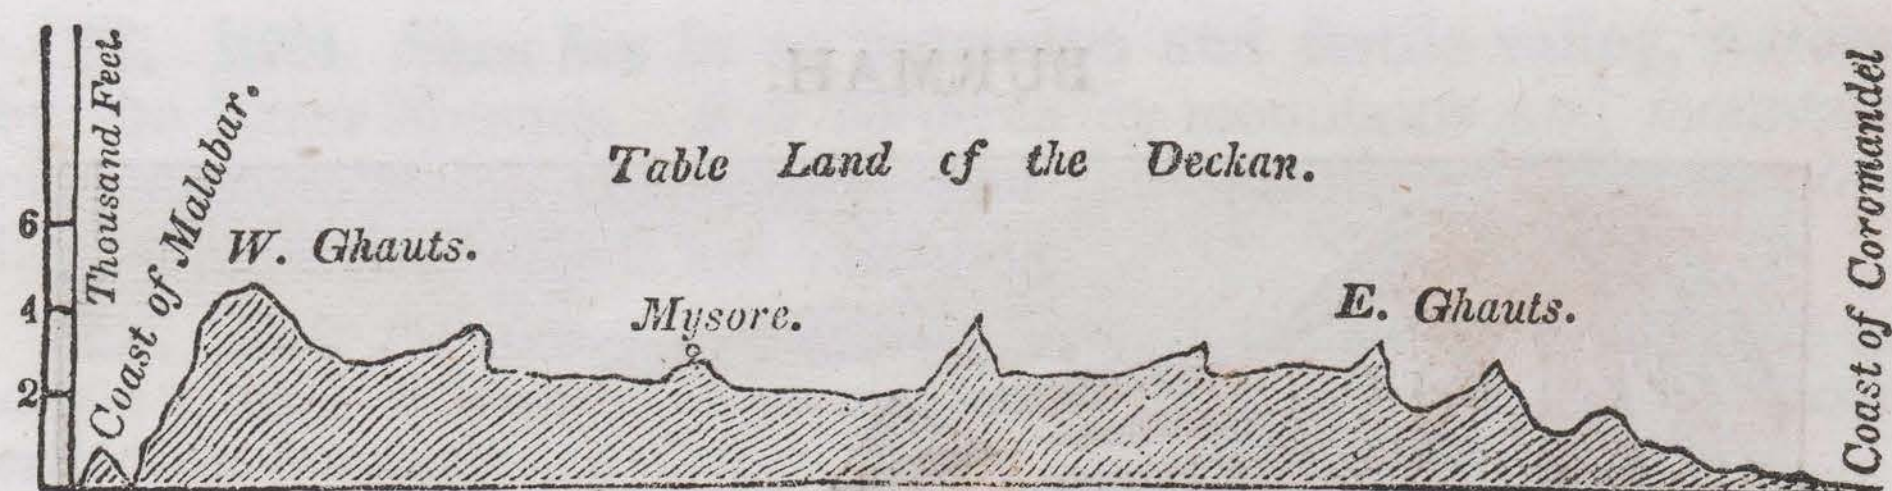 Thousand Feet.
6
4
2
Coast of Malabar.
W. Ghauts.
Table Land of the Deckan.
Mysore.
E. Ghauts.
Coast of Coromandel
BURMAH.